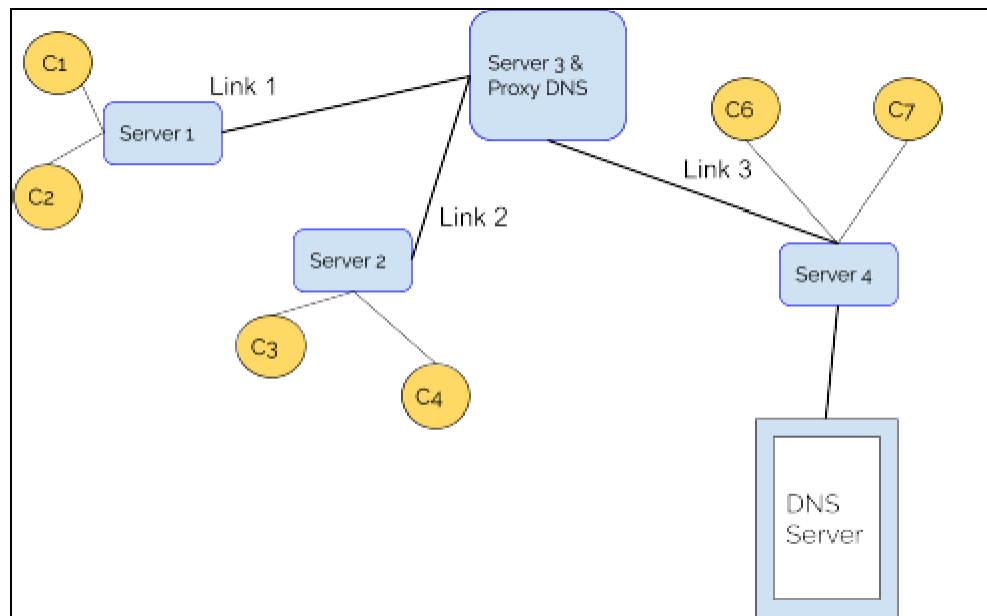 C1
Link 1
Server 3 &
Proxy DNS
Server 1
C6
C7
C2
Link 3
Link 2
Server 2
Server 4
C3
C4
DNS
Server